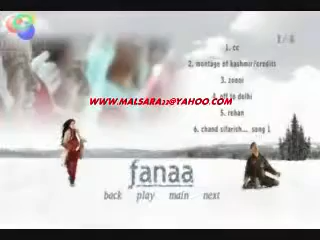 1/6
1. cc
2. montage of kashmir/credits
3. zooni
4. off to delhi
WWW.MALSARA22@YAHOO.COM
5. rehan
6. chand sifarish... song 1
fanaa
back play main next